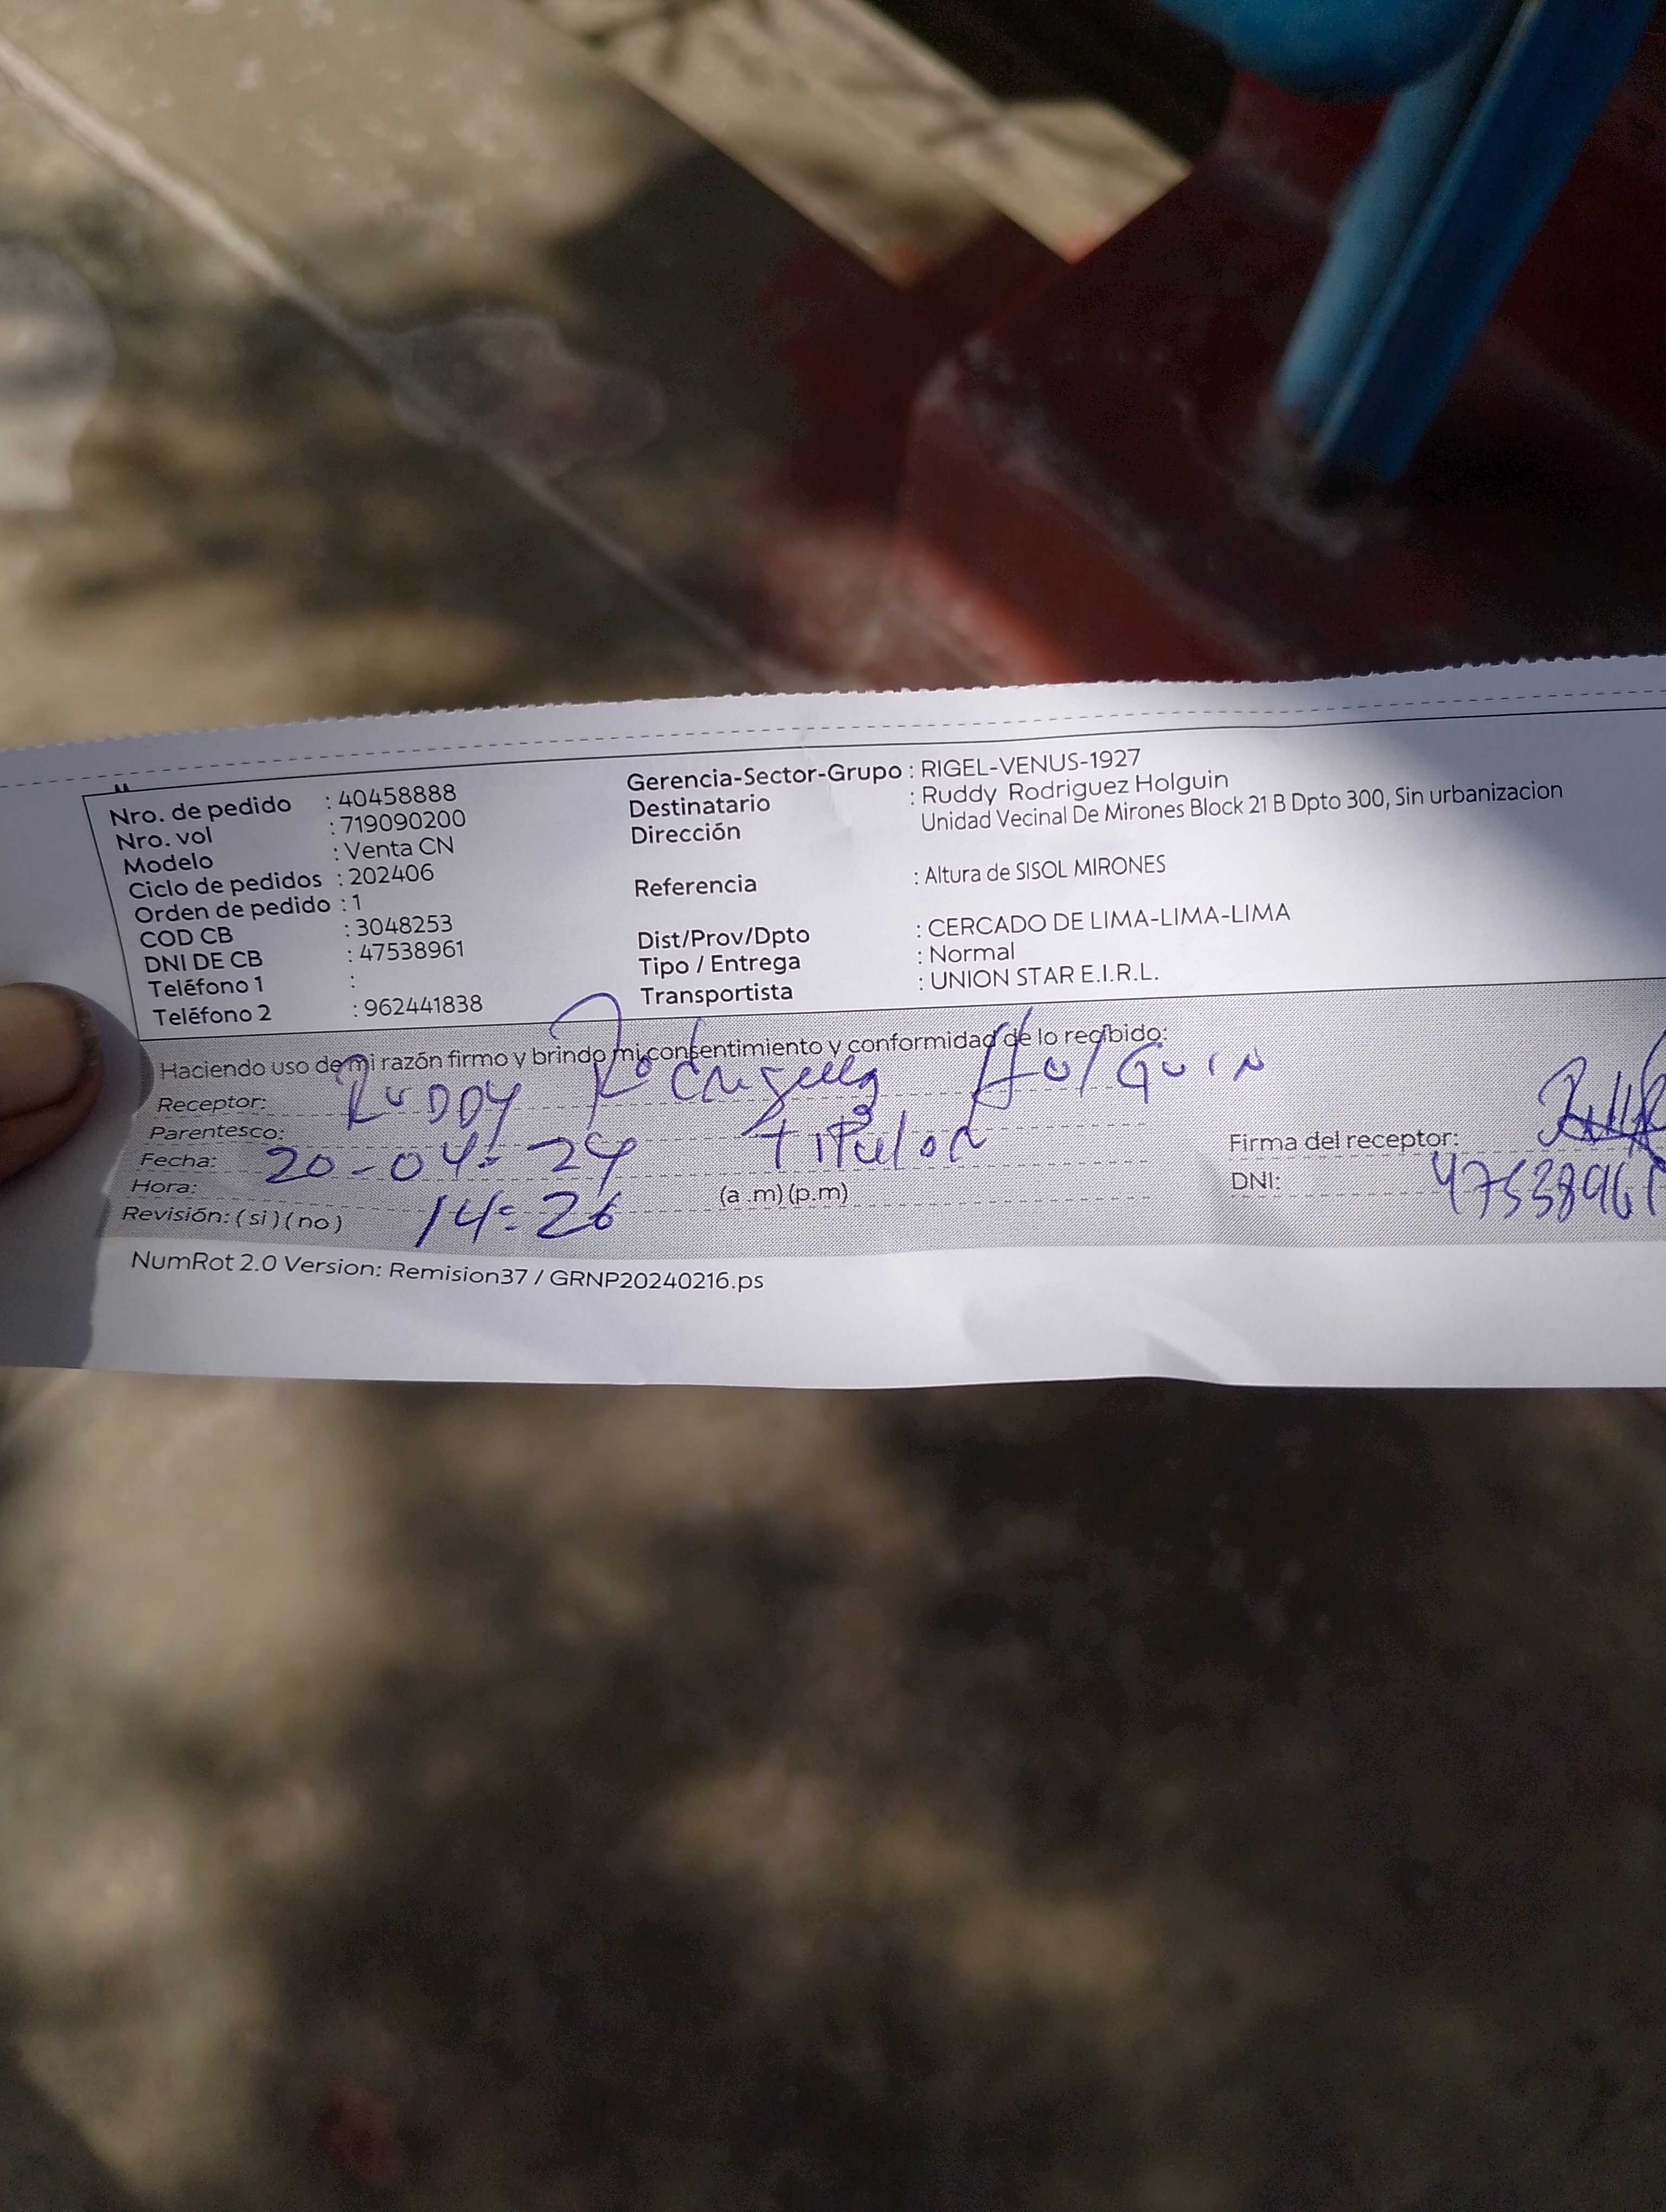 Nro. de pedido : 40458888
Nro. vol : 719090200
Modelo : Venta CN
Ciclo de pedidos : 202406
Orden de pedido : 1
COD CB : 3048253
DNI DE CB : 47538961
Teléfono 1 :
Teléfono 2 : 962441838
Gerencia-Sector-Grupo : RIGEL-VENUS-1927
Destinatario : Ruddy Rodriguez Holguin
Dirección Unidad Vecinal De Mirones Block 21 B Dpto 300, Sin urbanizacion
Referencia : Altura de SISOL MIRONES
Dist/Prov/Dpto : CERCADO DE LIMA-LIMA-LIMA
Tipo / Entrega : Normal
Transportista : UNION STAR E.I.R.L.
Haciendo uso de mi razón firmo y brindo mi consentimiento y conformidad de lo recibido:
Receptor: RUDDY Rodriguez HolGuIN
Parentesco: Titular
Fecha: 20-04-24
Hora: 14:26 (a .m) (p.m)
Revisión: ( si ) ( no )
Firma del receptor:
DNI: 47538961
NumRot 2.0 Version: Remision37 / GRNP20240216.ps